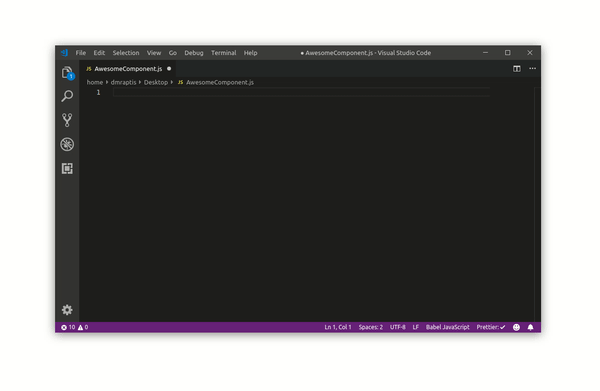 File Edit Selection View Go Debug Terminal Help ● AwesomeComponent.js - Visual Studio Code
JS AwesomeComponent.js ●
1
home › dmraptis › Desktop › JS AwesomeComponent.js
1
10 0 Ln 1, Col 1 Spaces: 2 UTF-8 LF Babel JavaScript Prettier: ✓